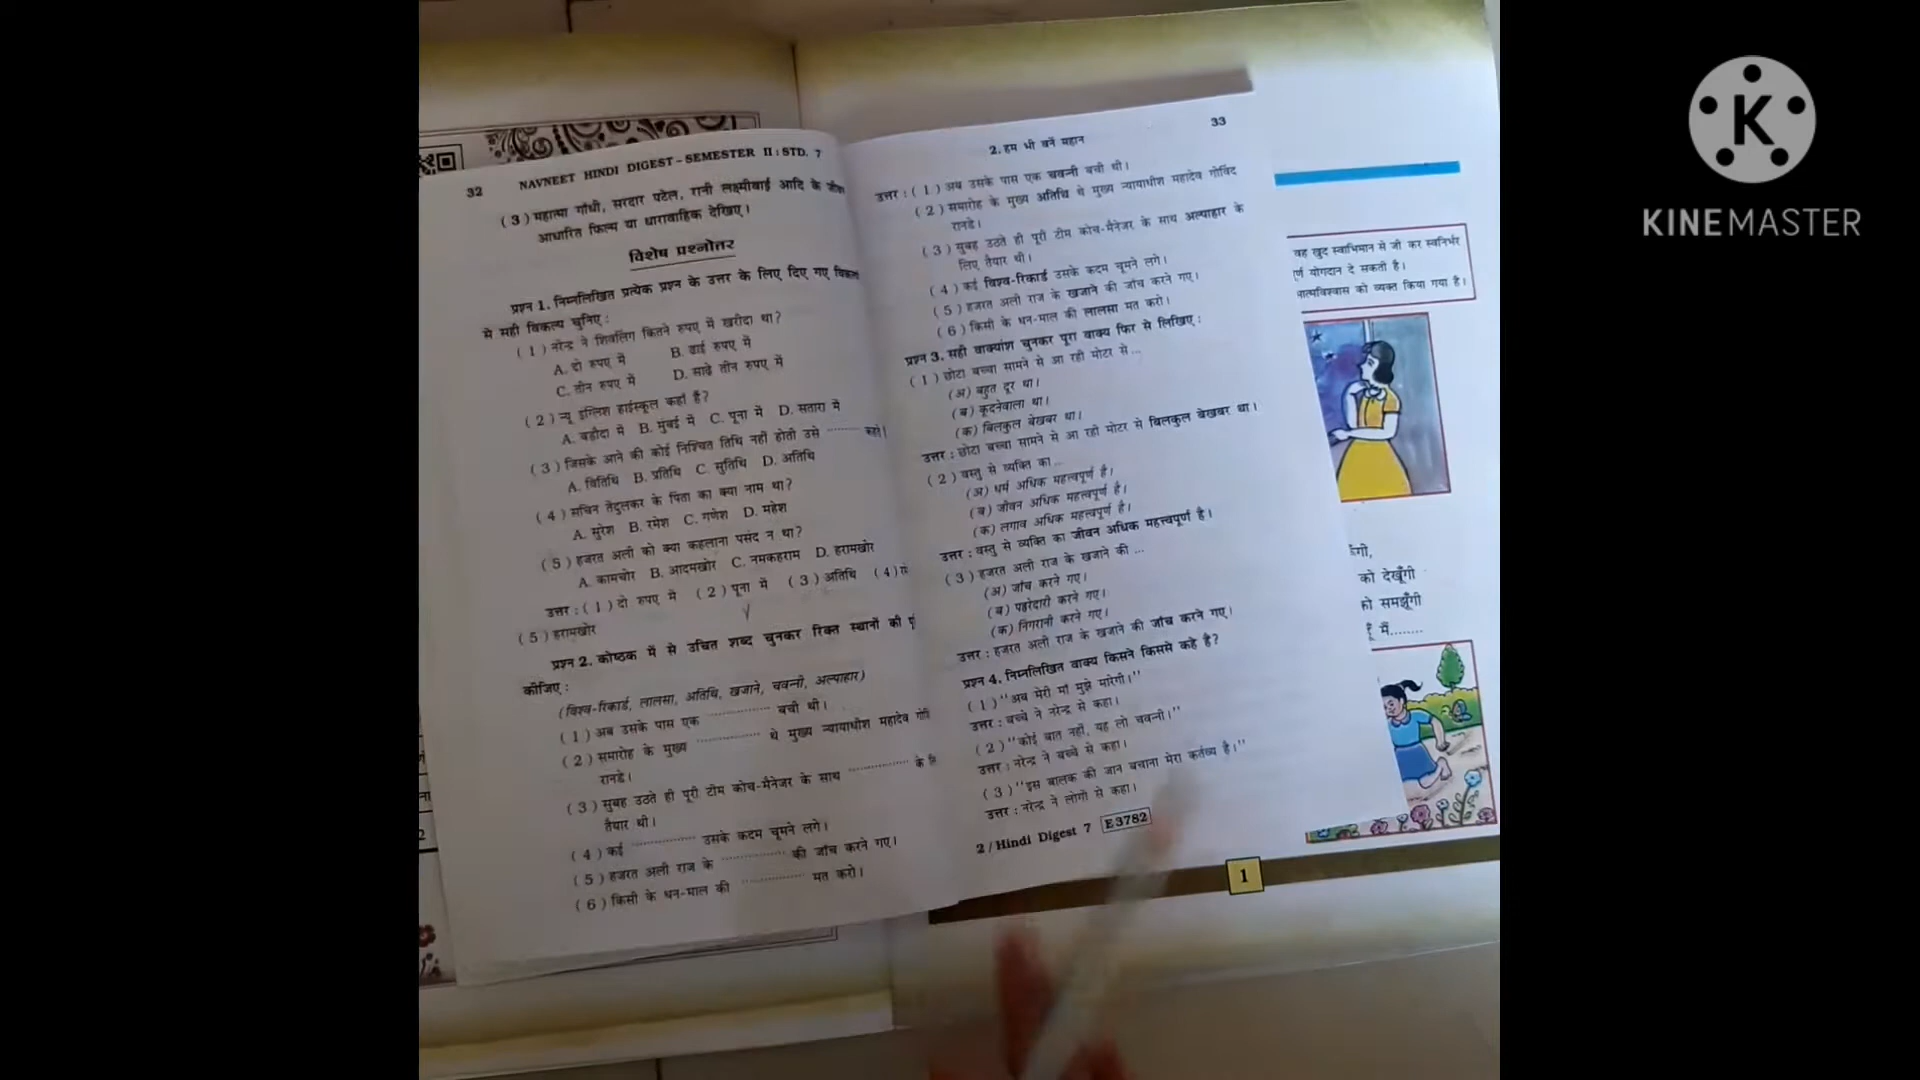 32 NAVNEET HINDI DIGEST – SEMESTER II : STD. 7
( 3 ) महात्मा गाँधी, सरदार पटेल, रानी लक्ष्मीबाई आदि के जीवन
आधारित फिल्म या धारावाहिक देखिए।
विशेष प्रश्नोत्तर
प्रश्न 1. निम्नलिखित प्रत्येक प्रश्न के उत्तर के लिए दिए गए
में सही विकल्प चुनिए :
( 1 ) नरेन्द्र ने शिवलिंग कितने रुपए में खरीदा था?
A. दो रुपए में B. ढाई रुपए में
C. तीन रुपए में D. साढ़े तीन रुपए में
( 2 ) न्यू इंग्लिश हाईस्कूल कहाँ है?
A. बड़ौदा में B. मुंबई में C. पूना में D. सतारा में
( 3 ) जिसके आने की कोई निश्चित तिथि नहीं होती उसे ............
A. वितिथि B. प्रतिथि C. सुतिथि D. अतिथि
( 4 ) सचिन तेंदुलकर के पिता का क्या नाम था?
A. सुरेश B. रमेश C. गणेश D. महेश
( 5 ) हजरत अली को क्या कहलाना पसंद न था?
A. कामचोर B. आदमखोर C. नमकहराम D. हरामखोर
उत्तर : ( 1 ) दो रुपए में ( 2 ) पूना में ( 3 ) अतिथि ( 4 )
( 5 ) हरामखोर
प्रश्न 2. कोष्ठक में से उचित शब्द चुनकर रिक्त स्थानों की
कीजिए :
(विश्व-रिकार्ड, लालसा, अतिथि, खजाने, चवन्नी, अल्पाहार)
( 1 ) अब उसके पास एक ............ बची थी।
( 2 ) समारोह के मुख्य ............ थे मुख्य न्यायाधीश महादेव
रानडे।
( 3 ) सुबह उठते ही पूरी टीम कोच-मैनेजर के साथ ............ के
तैयार थी।
( 4 ) कई ............ उसके कदम चूमने लगे।
( 5 ) हजरत अली राज के ............ की जाँच करने गए।
( 6 ) किसी के धन-माल की ............ मत करो।
2. हम भी बनें महान 33
उत्तर : ( 1 ) अब उसके पास एक चवन्नी बची थी।
( 2 ) समारोह के मुख्य अतिथि थे मुख्य न्यायाधीश महादेव गोविंद
रानडे।
( 3 ) सुबह उठते ही पूरी टीम कोच-मैनेजर के साथ अल्पाहार के
लिए तैयार थी।
( 4 ) कई विश्व-रिकार्ड उसके कदम चूमने लगे।
( 5 ) हजरत अली राज के खजाने की जाँच करने गए।
( 6 ) किसी के धन-माल की लालसा मत करो।
प्रश्न 3. सही वाक्यांश चुनकर पूरा वाक्य फिर से लिखिए :
( 1 ) छोटा बच्चा सामने से आ रही मोटर से ...
(अ) बहुत दूर था।
(ब) कूदनेवाला था।
(क) बिलकुल बेखबर था।
उत्तर : छोटा बच्चा सामने से आ रही मोटर से बिलकुल बेखबर था।
( 2 ) वस्तु से व्यक्ति का ...
(अ) धर्म अधिक महत्त्वपूर्ण है।
(ब) जीवन अधिक महत्त्वपूर्ण है।
(क) लगाव अधिक महत्त्वपूर्ण है।
उत्तर : वस्तु से व्यक्ति का जीवन अधिक महत्त्वपूर्ण है।
( 3 ) हजरत अली राज के खजाने की ...
(अ) जाँच करने गए।
(ब) पहरेदारी करने गए।
(क) निगरानी करने गए।
उत्तर : हजरत अली राज के खजाने की जाँच करने गए।
प्रश्न 4. निम्नलिखित वाक्य किसने किससे कहे है?
( 1 ) "अब मेरी माँ मुझे मारेगी।"
उत्तर : बच्चे ने नरेन्द्र से कहा।
( 2 ) "कोई बात नहीं, यह लो चवन्नी।"
उत्तर : नरेन्द्र ने बच्चे से कहा।
( 3 ) "इस बालक की जान बचाना मेरा कर्तव्य है।"
उत्तर : नरेन्द्र ने लोगों से कहा।
2 / Hindi Digest 7 E3782
वह खुद स्वाभिमान से जी कर स्वनिर्भर
योगदान दे सकती है।
को व्यक्त किया गया है।
को देखूँगी
को समझूँगी
मैं........
1
2
K
KINEMASTER